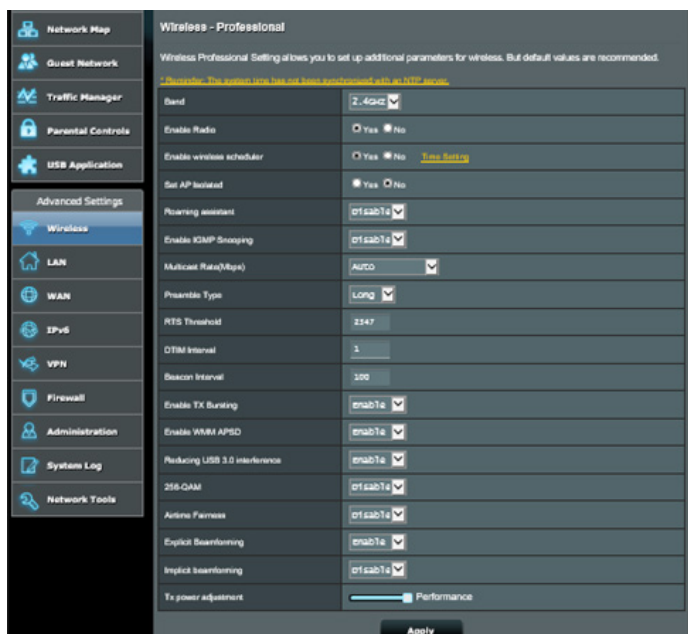 Network Map
Guest Network
Traffic Manager
Parental Controls
USB Application
Advanced Settings
Wireless
LAN
WAN
IPv6
VPN
Firewall
Administration
System Log
Network Tools
Wireless - Professional
Wireless Professional Setting allows you to set up additional parameters for wireless. But default values are recommended.
* Reminder: The system time has not been synchronized with an NTP server.
Band 2.4GHz
Enable Radio Yes No
Enable wireless scheduler Yes No Time Setting
Set AP Isolated Yes No
Roaming assistant Disable
Enable IGMP Snooping Disable
Multicast Rate(Mbps) Auto
Preamble Type Long
RTS Threshold 2347
DTIM Interval 1
Beacon Interval 100
Enable TX Bursting Enable
Enable WMM APSD Enable
Reducing USB 3.0 interference Enable
256-QAM Disable
Airtime Fairness Disable
Explicit Beamforming Enable
Implicit beamforming Disable
Tx power adjustment Performance
Apply